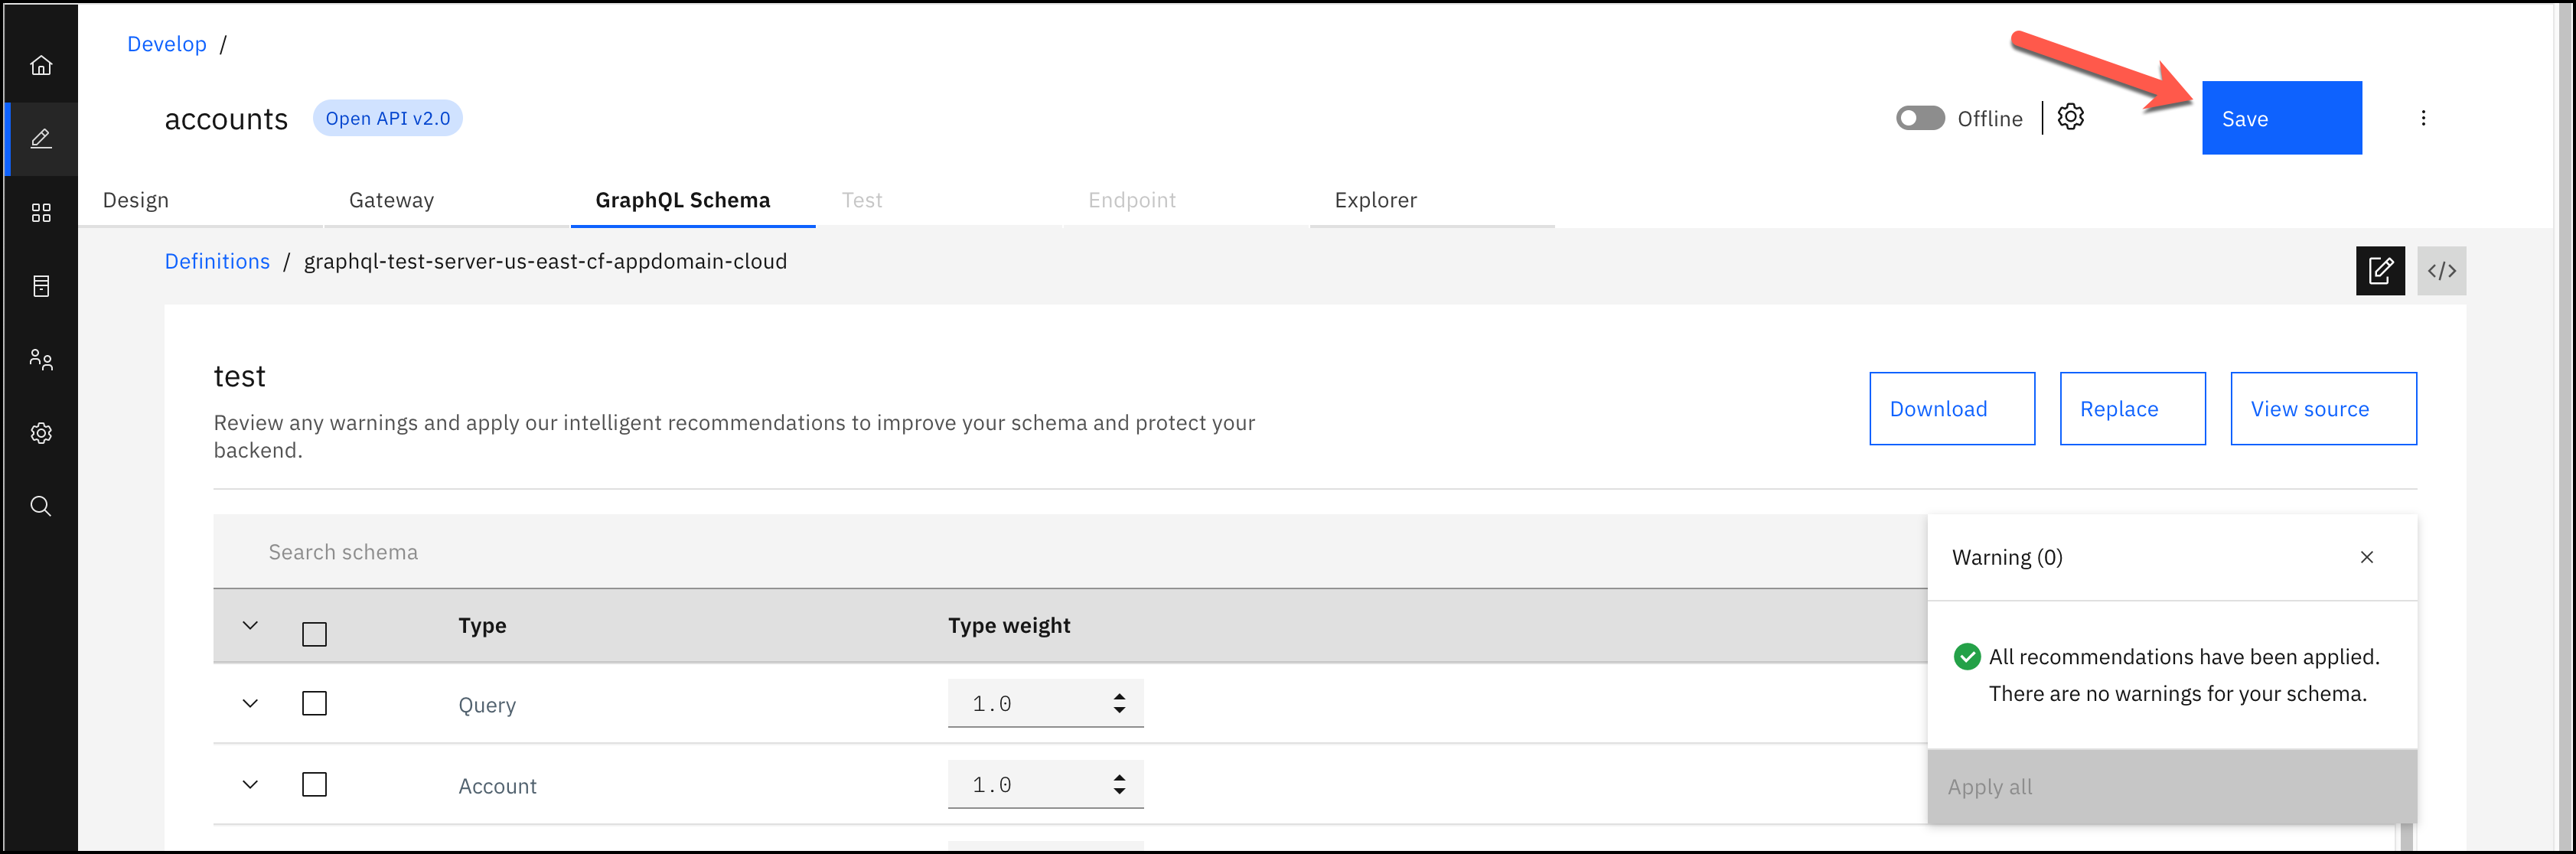 Develop /
accounts Open API v2.0 Offline Save
Design Gateway GraphQL Schema Test Endpoint Explorer
Definitions / graphql-test-server-us-east-cf-appdomain-cloud
</>
test
Review any warnings and apply our intelligent recommendations to improve your schema and protect your
backend.
Download Replace View source
Search schema
Warning (0)
Type Type weight
All recommendations have been applied.
There are no warnings for your schema.
Query 1.0
Account 1.0
Apply all